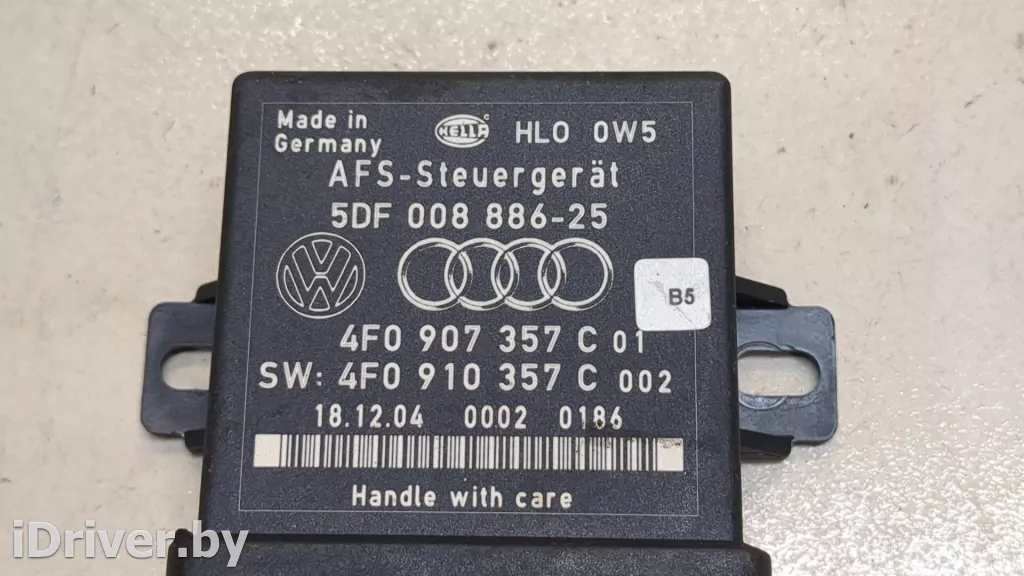 Made in
Germany
HELLA
HL0 0W5
AFS-Steuergerät
5DF 008 886-25
B5
4F0 907 357 C 01
SW: 4F0 910 357 C 002
18.12.04 0002 0186
Handle with care
iDriver.by